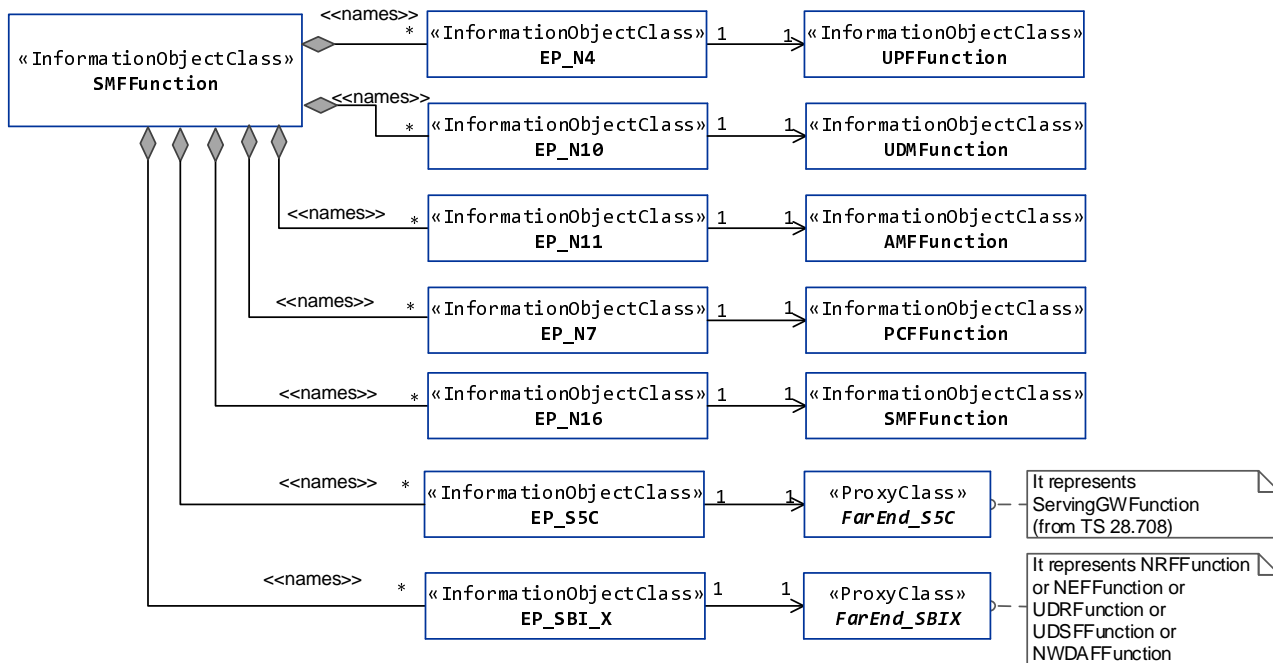 «InformationObjectClass»
SMFFunction
<<names>>
*
«InformationObjectClass»
EP_N4
1
1
«InformationObjectClass»
UPFFunction
<<names>>
*
«InformationObjectClass»
EP_N10
1
1
«InformationObjectClass»
UDMFunction
<<names>>
*
«InformationObjectClass»
EP_N11
1
1
«InformationObjectClass»
AMFFunction
<<names>>
*
«InformationObjectClass»
EP_N7
1
1
«InformationObjectClass»
PCFFunction
<<names>>
*
«InformationObjectClass»
EP_N16
1
1
«InformationObjectClass»
SMFFunction
<<names>>
*
«InformationObjectClass»
EP_S5C
1
1
«ProxyClass»
FarEnd_S5C
It represents
ServingGWFunction
(from TS 28.708)
<<names>>
*
«InformationObjectClass»
EP_SBI_X
1
1
«ProxyClass»
FarEnd_SBIX
It represents NRFFunction
or NEFFunction or
UDRFunction or
UDSFFunction or
NWDAFFunction